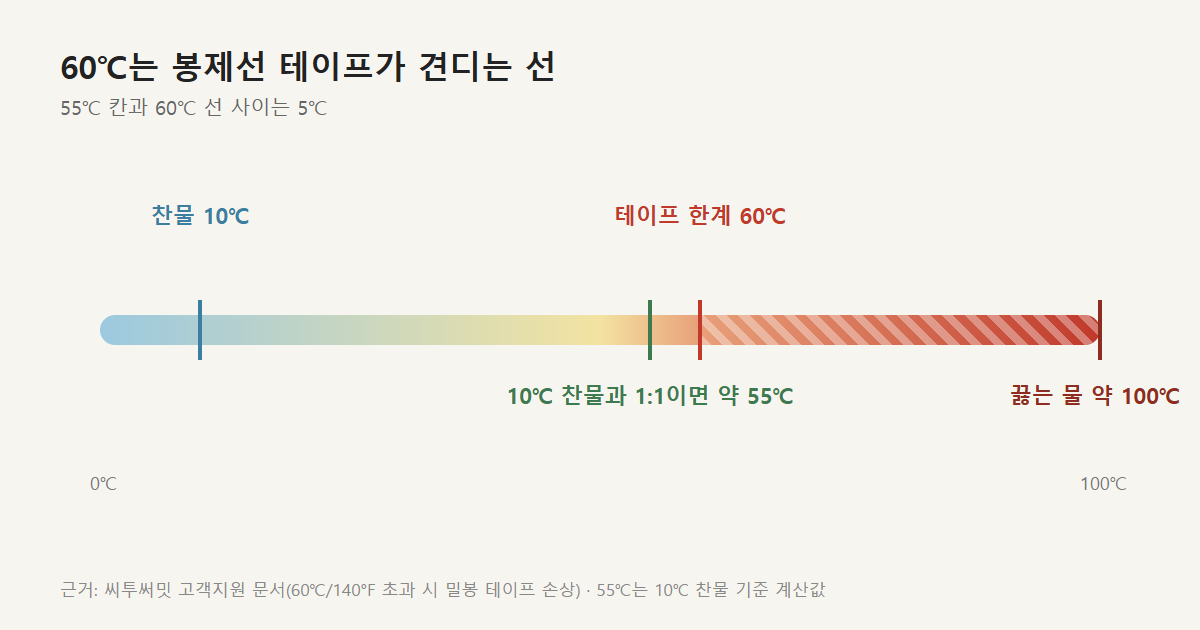 60℃는 봉제선 테이프가 견디는 선
55℃ 칸과 60℃ 선 사이는 5℃
찬물 10℃
테이프 한계 60℃
10℃ 찬물과 1:1이면 약 55℃
끓는 물 약 100℃
0℃
100℃
근거: 씨투써밋 고객지원 문서(60℃/140°F 초과 시 밀봉 테이프 손상) · 55℃는 10℃ 찬물 기준 계산값